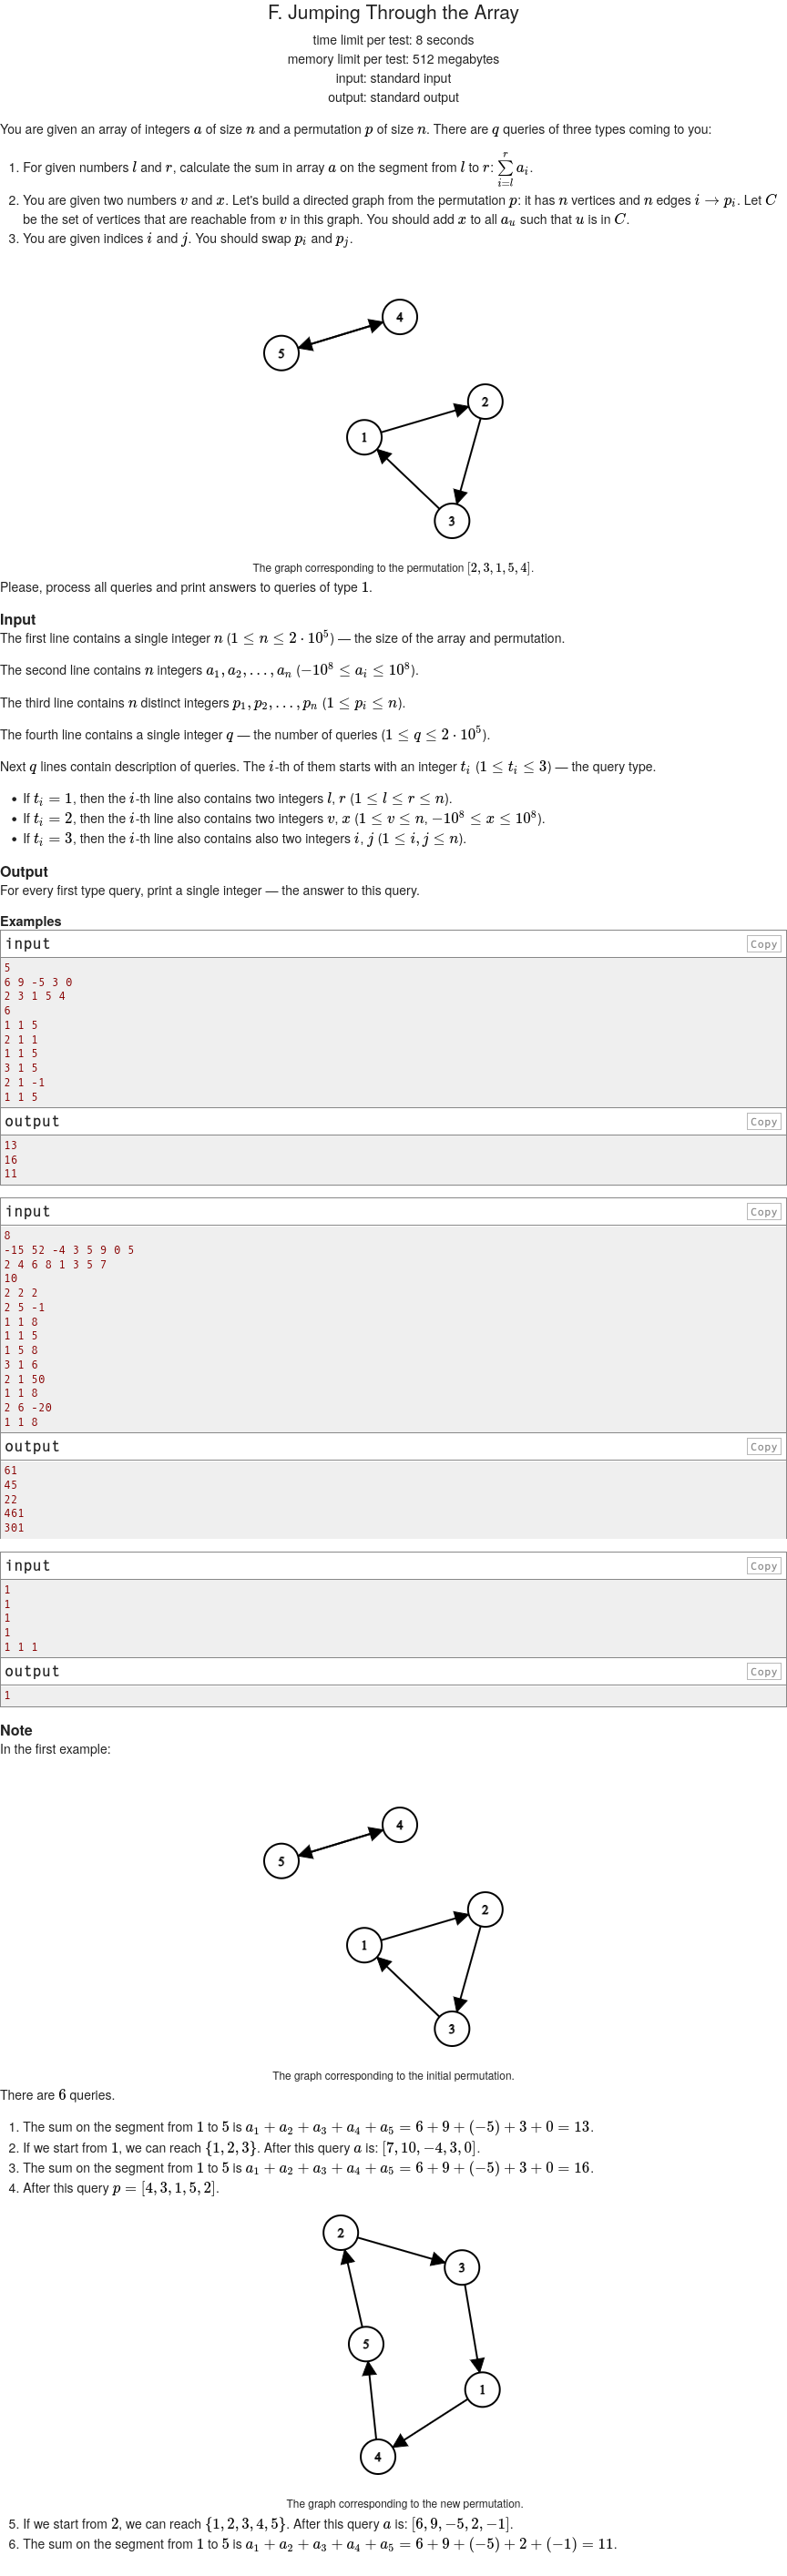 F. Jumping Through the Array
time limit per test: 8 seconds
memory limit per test: 512 megabytes
input: standard input
output: standard output
You are given an array of integers a of size n and a permutation p of size n. There are q queries of three types coming to you:
1. For given numbers l and r, calculate the sum in array a on the segment from l to r: \sum_{i=l}^{r} a_i.
2. You are given two numbers v and x. Let's build a directed graph from the permutation p: it has n vertices and n edges i → p_i. Let C
be the set of vertices that are reachable from v in this graph. You should add x to all a_u such that u is in C.
3. You are given indices i and j. You should swap p_i and p_j.
4
5
2
1
3
The graph corresponding to the permutation [2, 3, 1, 5, 4].
Please, process all queries and print answers to queries of type 1.
Input
The first line contains a single integer n (1 ≤ n ≤ 2 · 10^5) — the size of the array and permutation.
The second line contains n integers a_1, a_2, …, a_n (−10^8 ≤ a_i ≤ 10^8).
The third line contains n distinct integers p_1, p_2, …, p_n (1 ≤ p_i ≤ n).
The fourth line contains a single integer q — the number of queries (1 ≤ q ≤ 2 · 10^5).
Next q lines contain description of queries. The i-th of them starts with an integer t_i (1 ≤ t_i ≤ 3) — the query type.
• If t_i = 1, then the i-th line also contains two integers l, r (1 ≤ l ≤ r ≤ n).
• If t_i = 2, then the i-th line also contains two integers v, x (1 ≤ v ≤ n, −10^8 ≤ x ≤ 10^8).
• If t_i = 3, then the i-th line also contains also two integers i, j (1 ≤ i, j ≤ n).
Output
For every first type query, print a single integer — the answer to this query.
Examples
input Copy
5
6 9 -5 3 0
2 3 1 5 4
6
1 1 5
2 1 1
1 1 5
3 1 5
2 1 -1
1 1 5
output Copy
13
16
11
input Copy
8
-15 52 -4 3 5 9 0 5
2 4 6 8 1 3 5 7
10
2 2 2
2 5 -1
1 1 8
1 1 5
1 5 8
3 1 6
2 1 50
1 1 8
2 6 -20
1 1 8
output Copy
61
45
22
461
301
input Copy
1
1
1
1
1 1 1
output Copy
1
Note
In the first example:
4
5
2
1
3
The graph corresponding to the initial permutation.
There are 6 queries.
1. The sum on the segment from 1 to 5 is a_1 + a_2 + a_3 + a_4 + a_5 = 6 + 9 + (−5) + 3 + 0 = 13.
2. If we start from 1, we can reach {1, 2, 3}. After this query a is: [7, 10, −4, 3, 0].
3. The sum on the segment from 1 to 5 is a_1 + a_2 + a_3 + a_4 + a_5 = 6 + 9 + (−5) + 3 + 0 = 16.
4. After this query p = [4, 3, 1, 5, 2].
2
3
5
1
4
The graph corresponding to the new permutation.
5. If we start from 2, we can reach {1, 2, 3, 4, 5}. After this query a is: [6, 9, −5, 2, −1].
6. The sum on the segment from 1 to 5 is a_1 + a_2 + a_3 + a_4 + a_5 = 6 + 9 + (−5) + 2 + (−1) = 11.